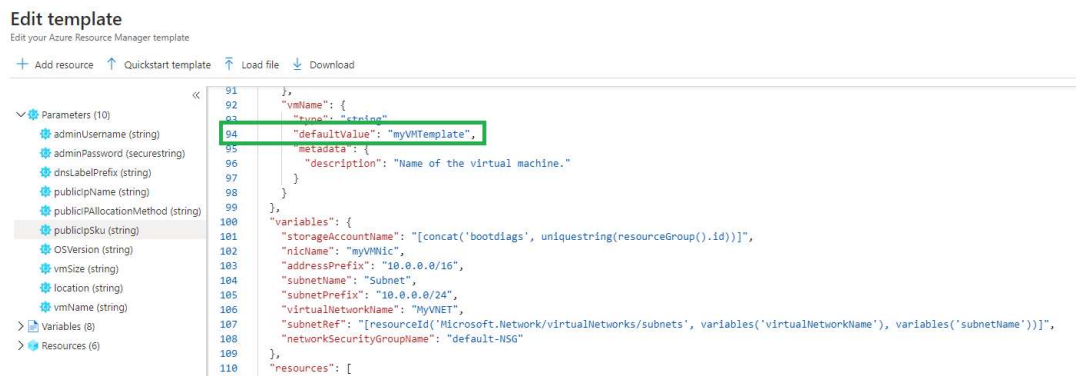 Edit template
Edit your Azure Resource Manager template
Add resource Quickstart template Load file Download
Parameters (10)
adminUsername (string)
adminPassword (securestring)
dnsLabelPrefix (string)
publicIpName (string)
publicIPAllocationMethod (string)
publicIpSku (string)
OSVersion (string)
vmSize (string)
location (string)
vmName (string)
Variables (8)
Resources (6)
91 },
92 "vmName": {
93 "type": "string"
94 "defaultValue": "myVMTemplate",
95 "metadata": {
96 "description": "Name of the virtual machine."
97 }
98 }
99 },
100 "variables": {
101 "storageAccountName": "[concat('bootdiags', uniquestring(resourceGroup().id))]",
102 "nicName": "myVMNic",
103 "addressPrefix": "10.0.0.0/16",
104 "subnetName": "Subnet",
105 "subnetPrefix": "10.0.0.0/24",
106 "virtualNetworkName": "MyVNET",
107 "subnetRef": "[resourceId('Microsoft.Network/virtualNetworks/subnets', variables('virtualNetworkName'), variables('subnetName'))]",
108 "networkSecurityGroupName": "default-NSG"
109 },
110 "resources": [